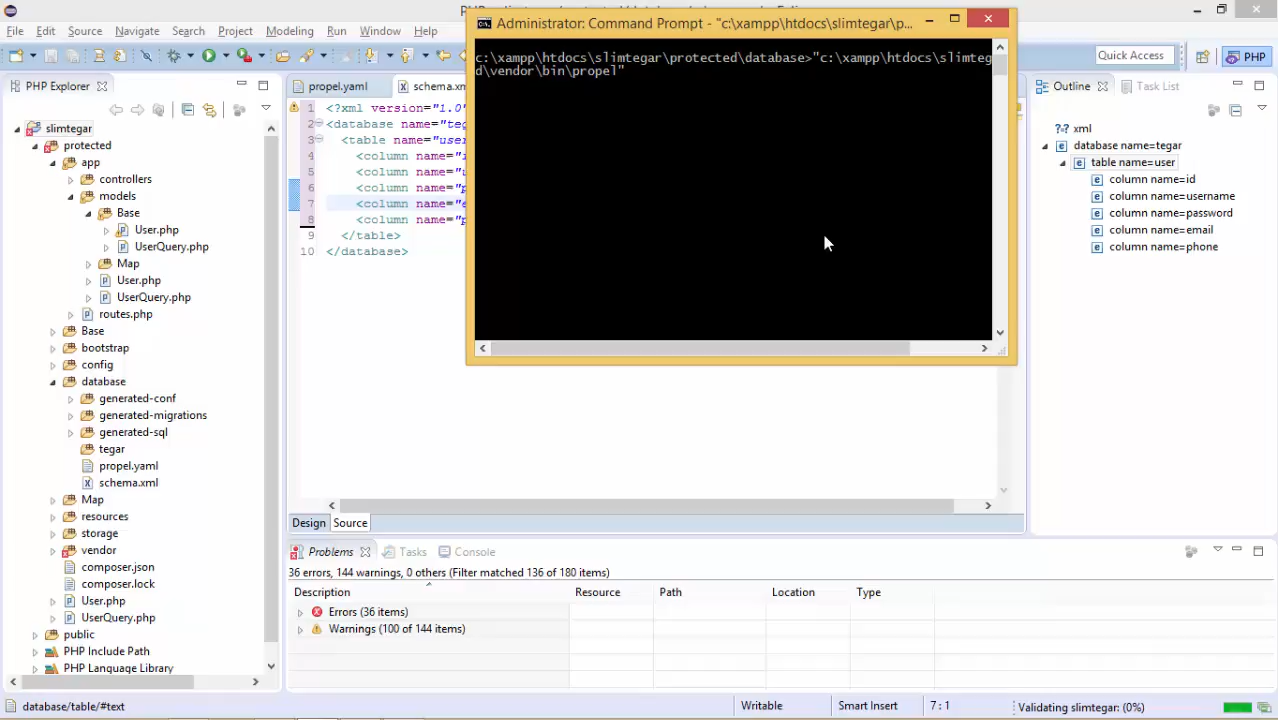 Administrator: Command Prompt - "c:\xampp\htdocs\slimtegar\p...
c:\xampp\htdocs\slimtegar\protected\database>"c:\xampp\htdocs\slimteg
d\vendor\bin\propel"
File Edit Source Navigate Search Project Modeling Run Window Help
Quick Access
PHP
PHP Explorer
slimtegar
protected
app
controllers
models
Base
User.php
UserQuery.php
Map
User.php
UserQuery.php
routes.php
Base
bootstrap
config
database
generated-conf
generated-migrations
generated-sql
tegar
propel.yaml
schema.xml
Map
resources
storage
vendor
composer.json
composer.lock
User.php
UserQuery.php
public
PHP Include Path
PHP Language Library
propel.yaml
schema.xm
1 <?xml version="1.0"
2 <database name="teg
3 <table name="user
4 <column name="i
5 <column name="u
6 <column name="p
7 <column name="e
8 <column name="p
9 </table>
10 </database>
Design Source
Outline Task List
xml
database name=tegar
table name=user
column name=id
column name=username
column name=password
column name=email
column name=phone
Problems Tasks Console
36 errors, 144 warnings, 0 others (Filter matched 136 of 180 items)
Description Resource Path Location Type
Errors (36 items)
Warnings (100 of 144 items)
database/table/#text Writable Smart Insert 7 : 1 Validating slimtegar: (0%)